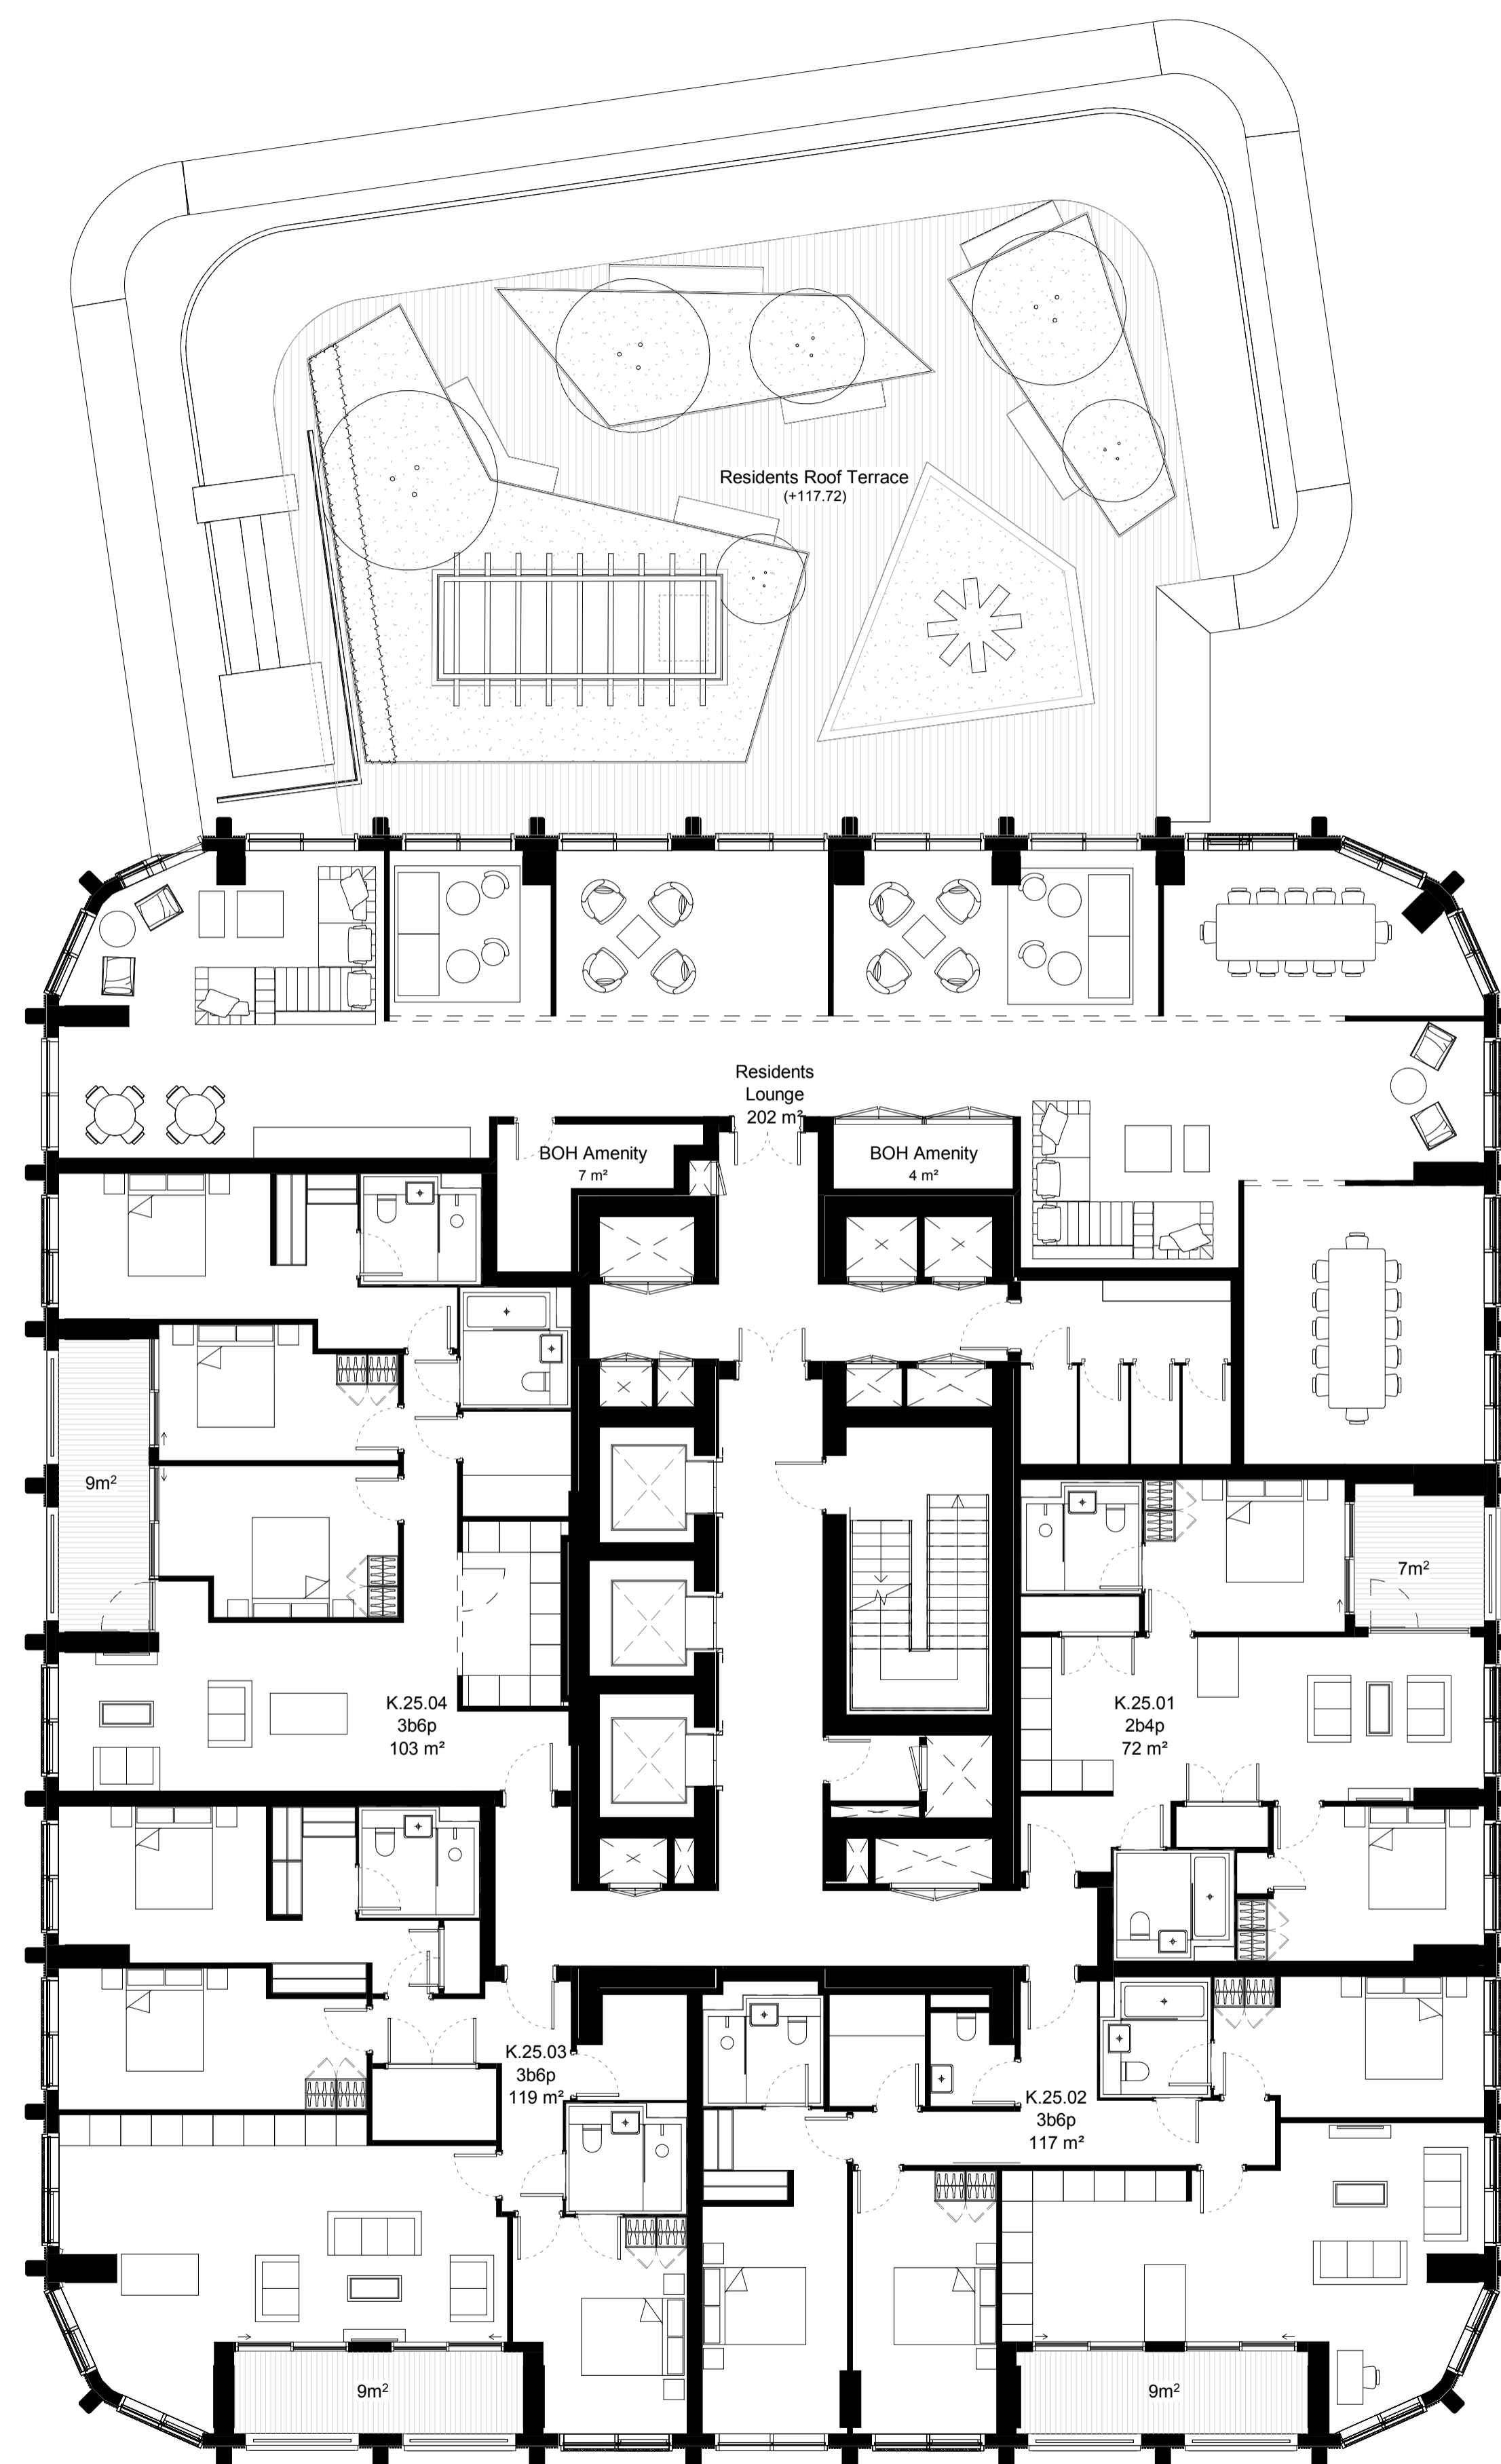 Residents Roof Terrace
(+117.72)
Residents
Lounge
202 m²
BOH Amenity
7 m²
BOH Amenity
4 m²
9m²
7m²
K.25.04
3b6p
103 m²
K.25.01
2b4p
72 m²
K.25.03
3b6p
119 m²
K.25.02
3b6p
117 m²
9m²
9m²